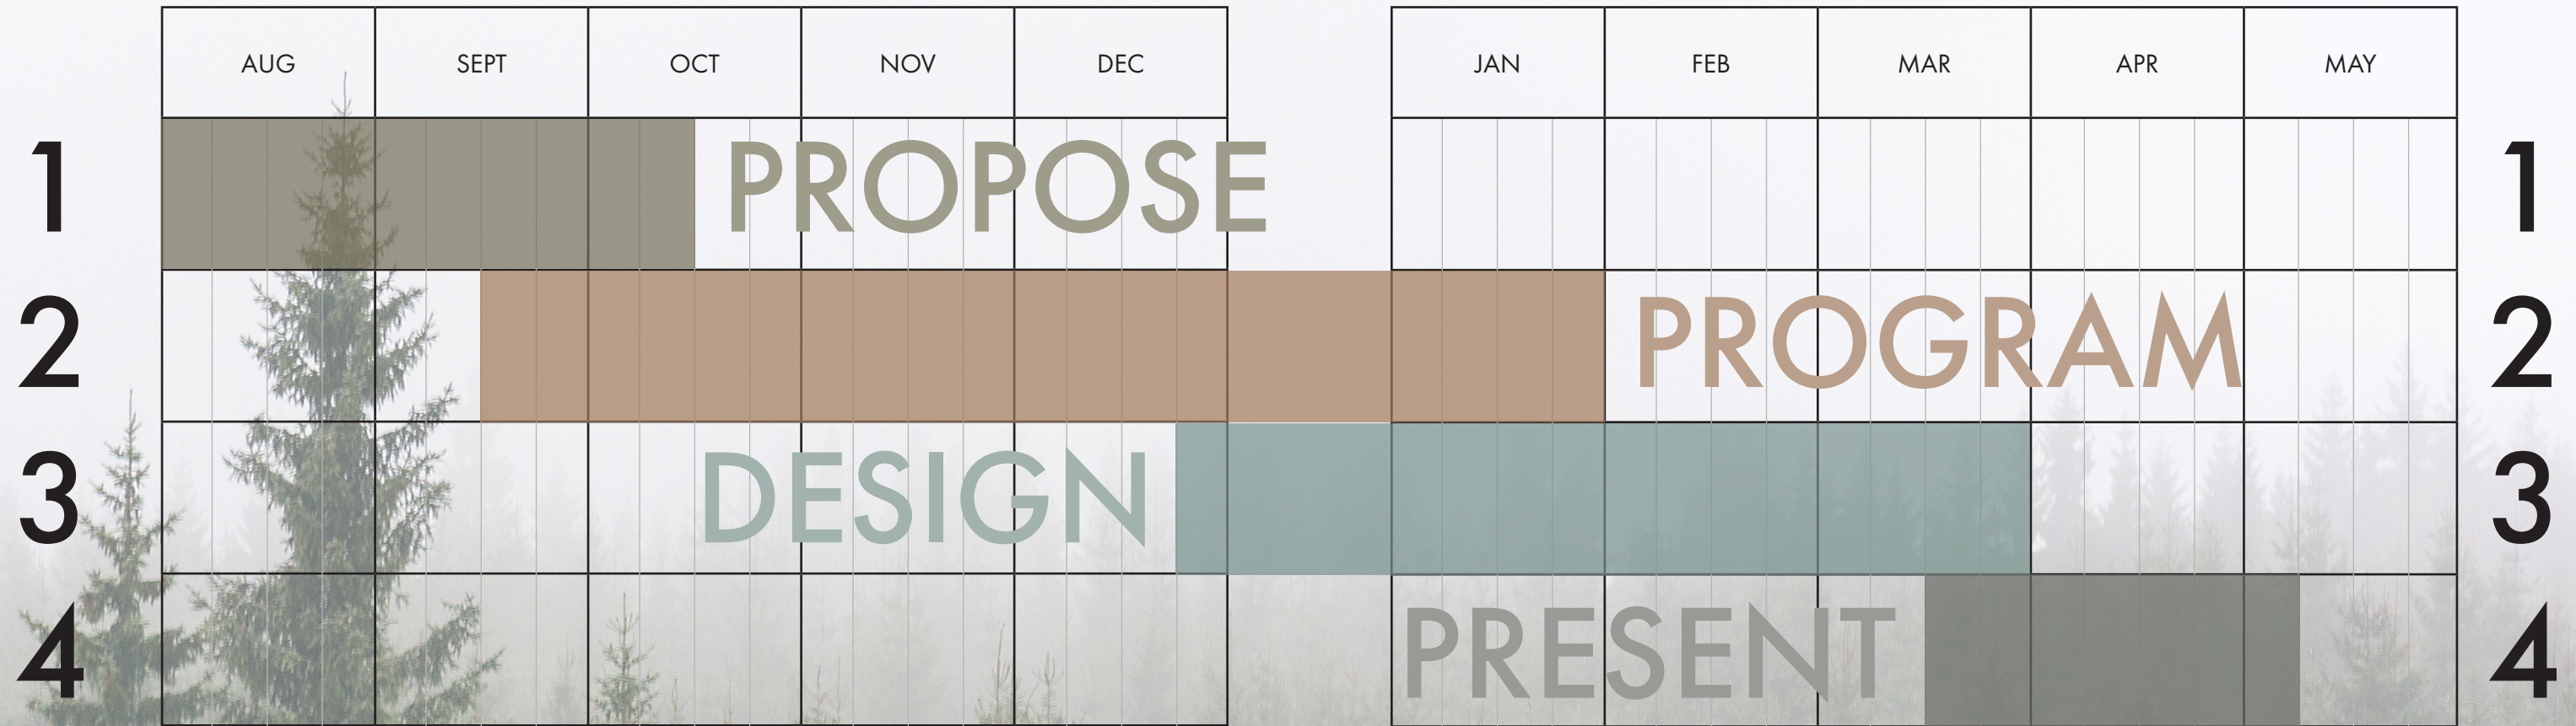 AUG SEPT OCT NOV DEC JAN FEB MAR APR MAY
1 PROPOSE 1
2 PROGRAM 2
3 DESIGN 3
4 PRESENT 4